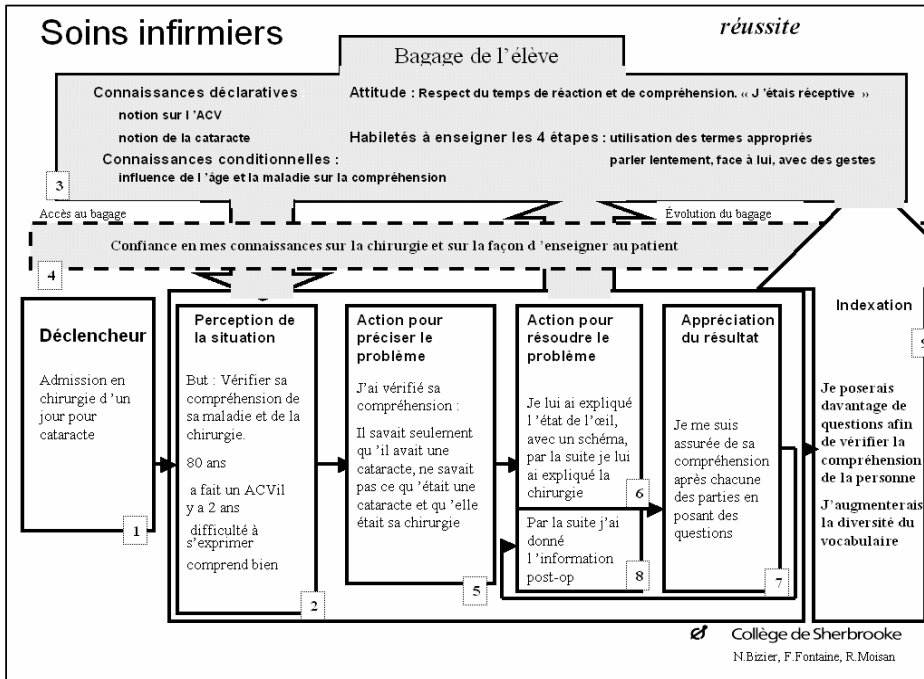 Soins infirmiers
réussite
Bagage de l'élève
Connaissances déclaratives
notion sur l 'ACV
notion de la cataracte
Connaissances conditionnelles :
influence de l 'âge et la maladie sur la compréhension
Attitude : Respect du temps de réaction et de compréhension. « J 'étais réceptive »
Habiletés à enseigner les 4 étapes : utilisation des termes appropriés
parler lentement, face à lui, avec des gestes
3
Accès au bagage
Évolution du bagage
Confiance en mes connaissances sur la chirurgie et sur la façon d 'enseigner au patient
4
Déclencheur
Admission en
chirurgie d 'un
jour pour
cataracte
1
Perception de
la situation
But : Vérifier sa
compréhension de
sa maladie et de la
chirurgie.
80 ans
a fait un ACVil
y a 2 ans
difficulté à
s'exprimer
comprend bien
2
Action pour
préciser le
problème
J'ai vérifié sa
compréhension :
Il savait seulement
qu 'il avait une
cataracte, ne savait
pas ce qu 'était une
cataracte et qu 'elle
était sa chirurgie
5
Action pour
résoudre le
problème
Je lui ai expliqué
l 'état de l'œil,
avec un schéma,
par la suite je lui
ai expliqué la
chirurgie
6
Par la suite j'ai
donné
l 'information
post-op
8
Appréciation
du résultat
Je me suis
assurée de sa
compréhension
après chacune
des parties en
posant des
questions
7
Indexation
9
Je poserais
davantage de
questions afin
de vérifier la
compréhension
de la personne
J'augmenterais
la diversité du
vocabulaire
Collège de Sherbrooke
N.Bizier, F.Fontaine, R.Moisan